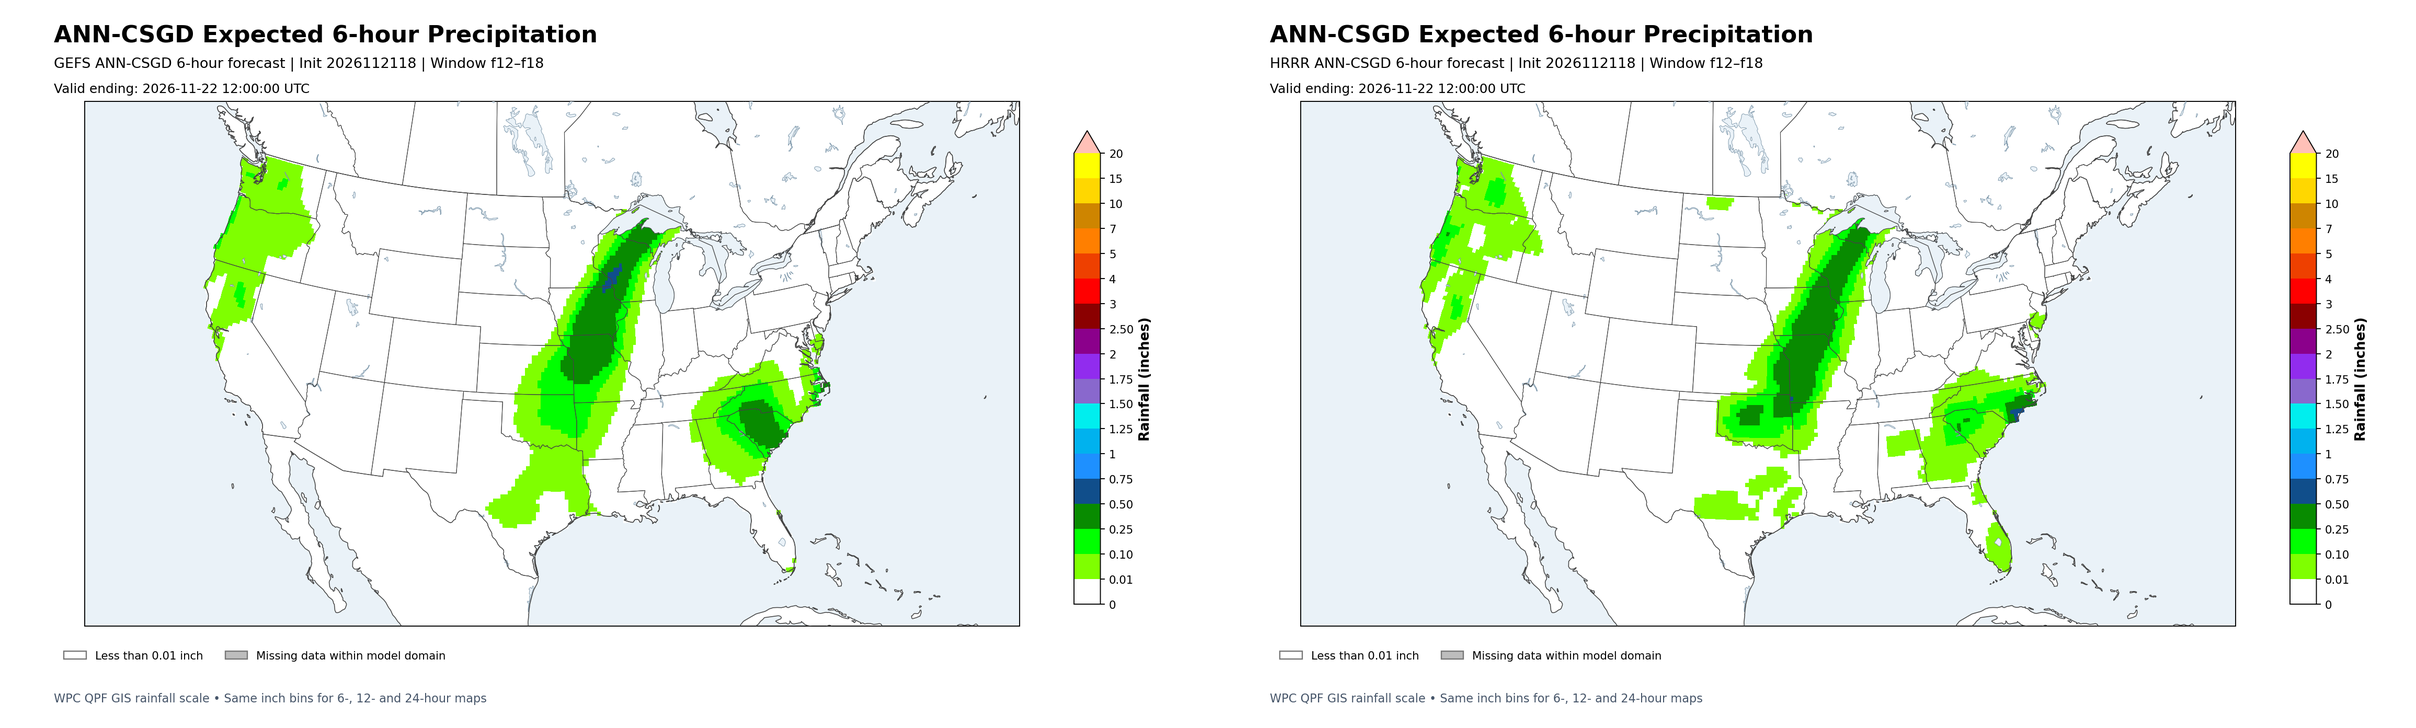 ANN-CSGD Expected 6-hour Precipitation
GEFS ANN-CSGD 6-hour forecast | Init 2026112118 | Window f12–f18
Valid ending: 2026-11-22 12:00:00 UTC
20
15
10
7
5
4
3
2.50
2
1.75
1.50
1.25
1
0.75
0.50
0.25
0.10
0.01
0
Rainfall (inches)
Less than 0.01 inch
Missing data within model domain
WPC QPF GIS rainfall scale • Same inch bins for 6-, 12- and 24-hour maps
ANN-CSGD Expected 6-hour Precipitation
HRRR ANN-CSGD 6-hour forecast | Init 2026112118 | Window f12–f18
Valid ending: 2026-11-22 12:00:00 UTC
20
15
10
7
5
4
3
2.50
2
1.75
1.50
1.25
1
0.75
0.50
0.25
0.10
0.01
0
Rainfall (inches)
Less than 0.01 inch
Missing data within model domain
WPC QPF GIS rainfall scale • Same inch bins for 6-, 12- and 24-hour maps